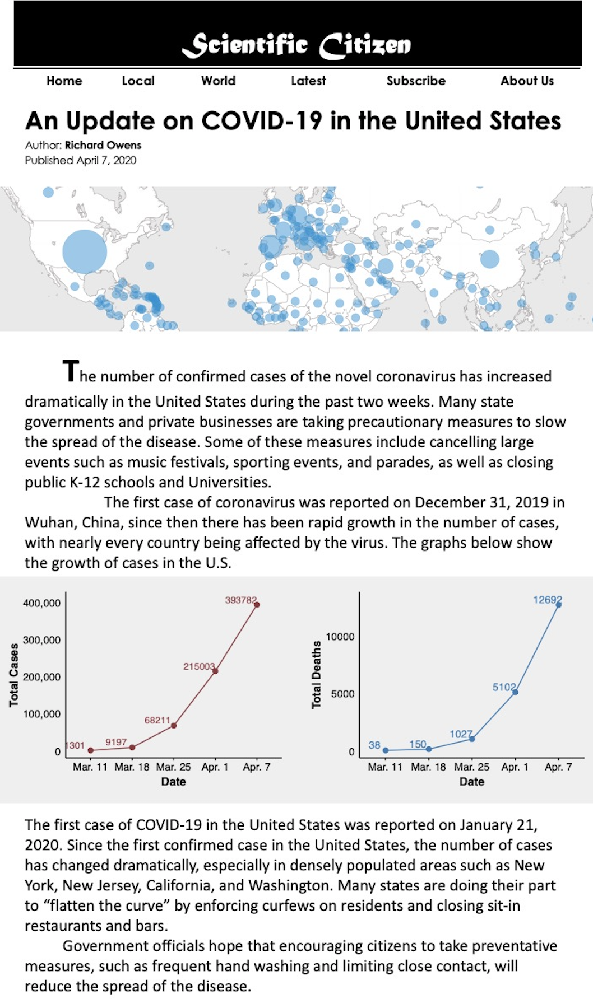 Scientific Citizen
Home Local World Latest Subscribe About Us
An Update on COVID-19 in the United States
Author: Richard Owens
Published April 7, 2020
The number of confirmed cases of the novel coronavirus has increased
dramatically in the United States during the past two weeks. Many state
governments and private businesses are taking precautionary measures to slow
the spread of the disease. Some of these measures include cancelling large
events such as music festivals, sporting events, and parades, as well as closing
public K-12 schools and Universities.
The first case of coronavirus was reported on December 31, 2019 in
Wuhan, China, since then there has been rapid growth in the number of cases,
with nearly every country being affected by the virus. The graphs below show
the growth of cases in the U.S.
Total Cases
400,000
300,000
200,000
100,000
0
1301
9197
68211
215003
393782
Mar. 11 Mar. 18 Mar. 25 Apr. 1 Apr. 7
Date
Total Deaths
10000
5000
0
38
150
1027
5102
12692
Mar. 11 Mar. 18 Mar. 25 Apr. 1 Apr. 7
Date
The first case of COVID-19 in the United States was reported on January 21,
2020. Since the first confirmed case in the United States, the number of cases
has changed dramatically, especially in densely populated areas such as New
York, New Jersey, California, and Washington. Many states are doing their part
to “flatten the curve” by enforcing curfews on residents and closing sit-in
restaurants and bars.
Government officials hope that encouraging citizens to take preventative
measures, such as frequent hand washing and limiting close contact, will
reduce the spread of the disease.